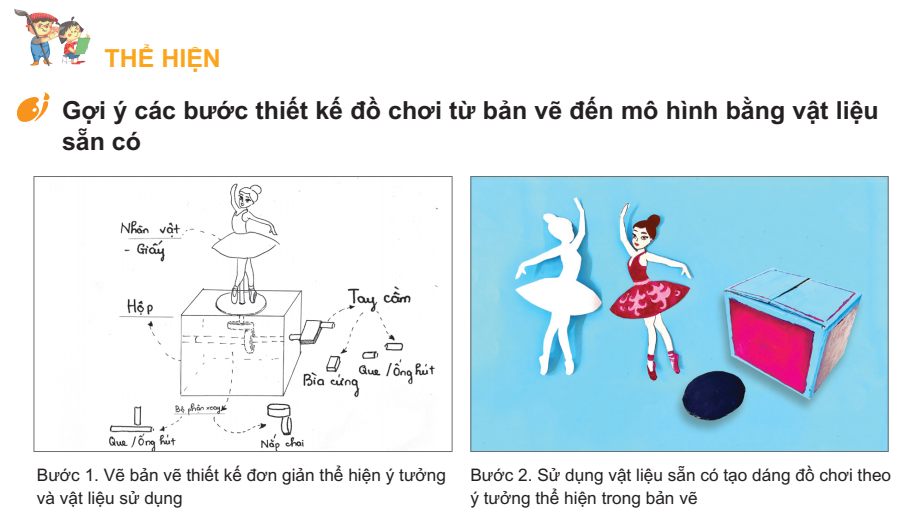 THỂ HIỆN
Gợi ý các bước thiết kế đồ chơi từ bản vẽ đến mô hình bằng vật liệu
sẵn có
Nhân vật
- Giấy
Hộp
Tay cầm
Bìa cứng
Que / Ống hút
Bộ phận xoay
Que / Ống hút
Nắp chai
Bước 1. Vẽ bản vẽ thiết kế đơn giản thể hiện ý tưởng
và vật liệu sử dụng
Bước 2. Sử dụng vật liệu sẵn có tạo dáng đồ chơi theo
ý tưởng thể hiện trong bản vẽ